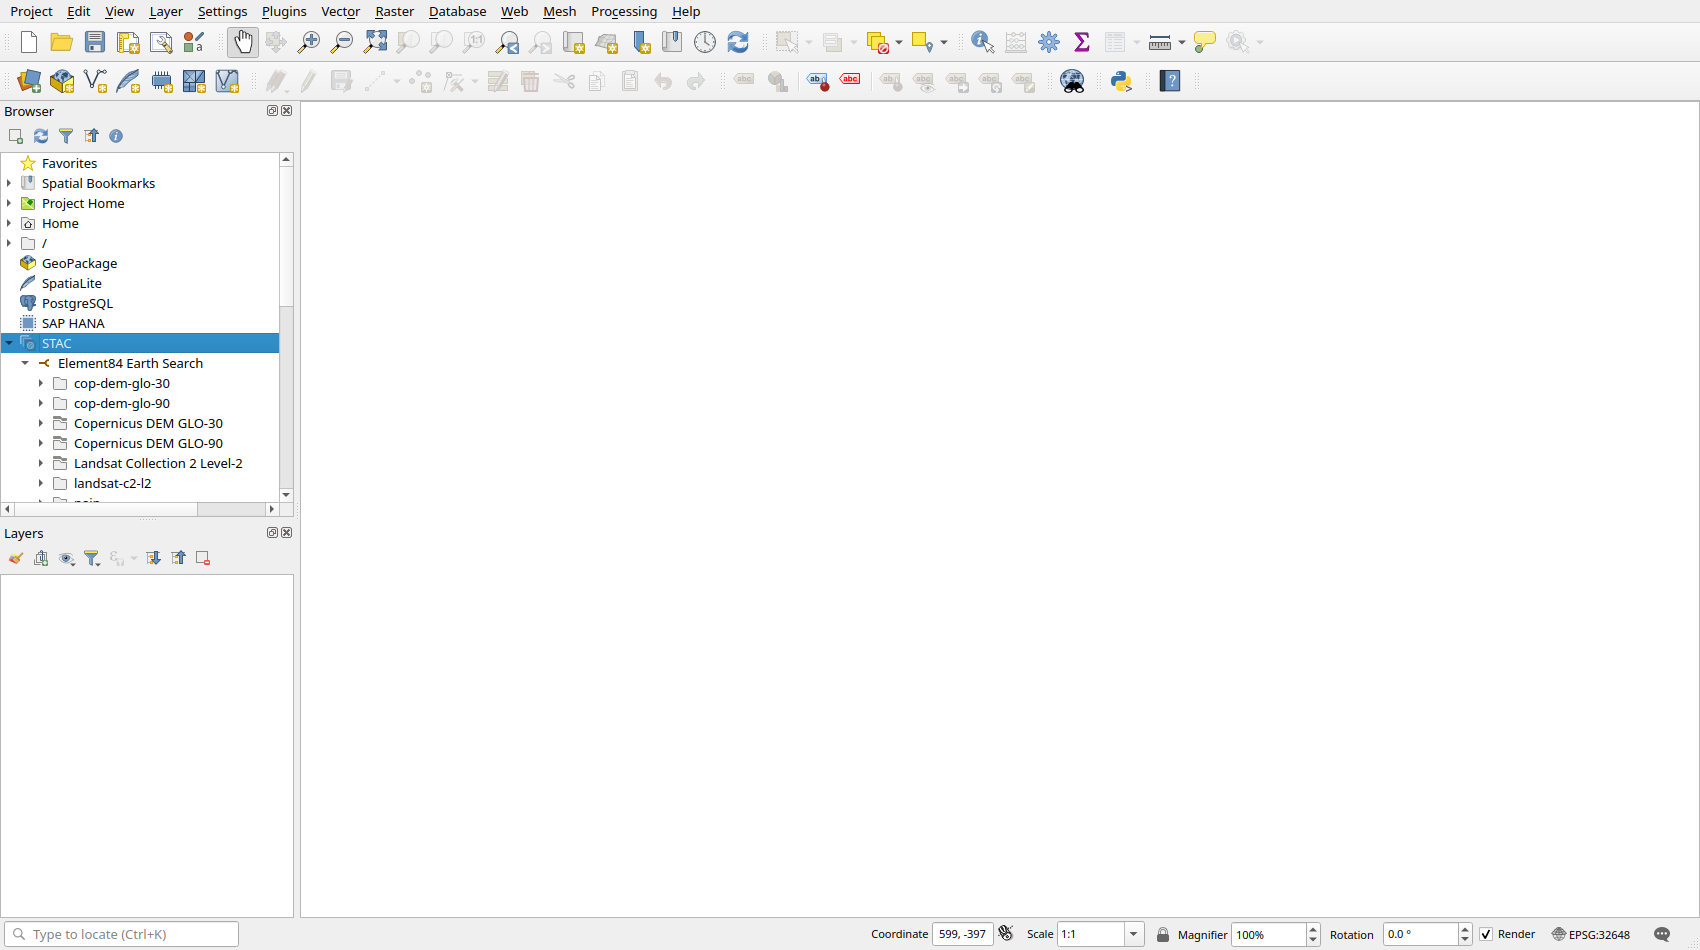 Project Edit View Layer Settings Plugins Vector Raster Database Web Mesh Processing Help
Browser
Favorites
Spatial Bookmarks
Project Home
Home
/
GeoPackage
SpatiaLite
PostgreSQL
SAP HANA
STAC
Element84 Earth Search
cop-dem-glo-30
cop-dem-glo-90
Copernicus DEM GLO-30
Copernicus DEM GLO-90
Landsat Collection 2 Level-2
landsat-c2-l2
Layers
Type to locate (Ctrl+K)
Coordinate 599, -397 Scale 1:1 Magnifier 100% Rotation 0.0 ° Render EPSG:32648